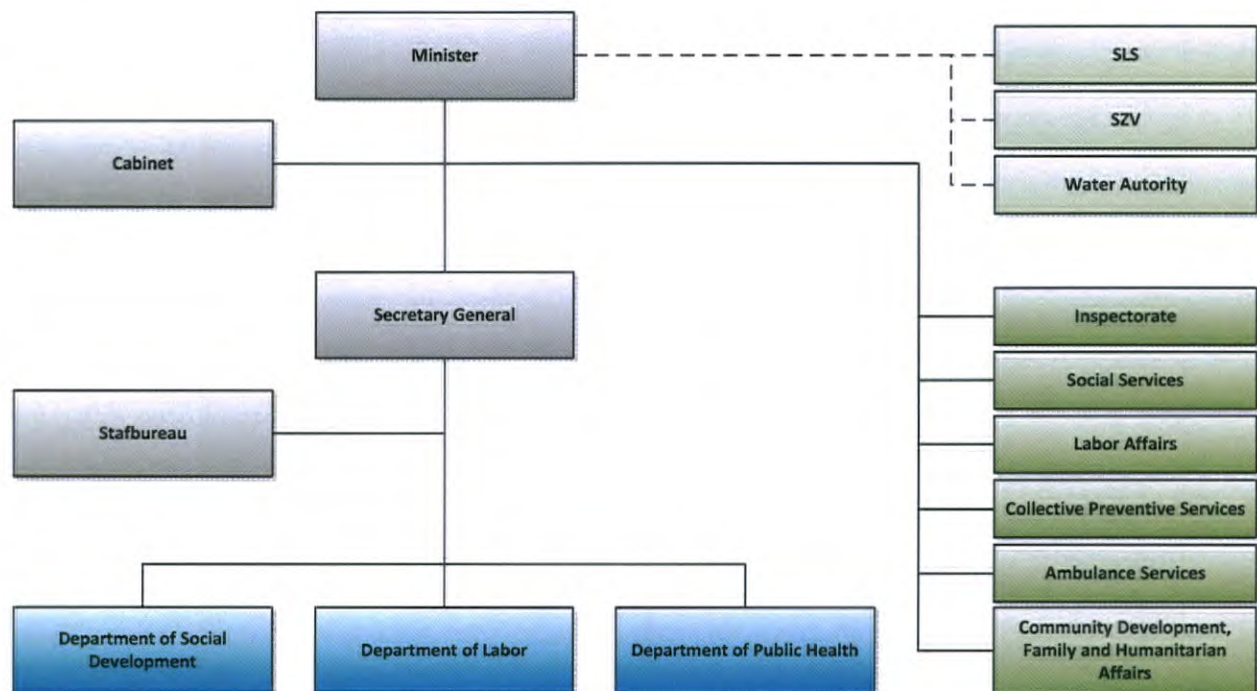 Minister
SLS
SZV
Cabinet
Water Autority
Secretary General
Inspectorate
Social Services
Stafbureau
Labor Affairs
Collective Preventive Services
Ambulance Services
Department of Social
Development
Department of Labor
Department of Public Health
Community Development,
Family and Humanitarian
Affairs